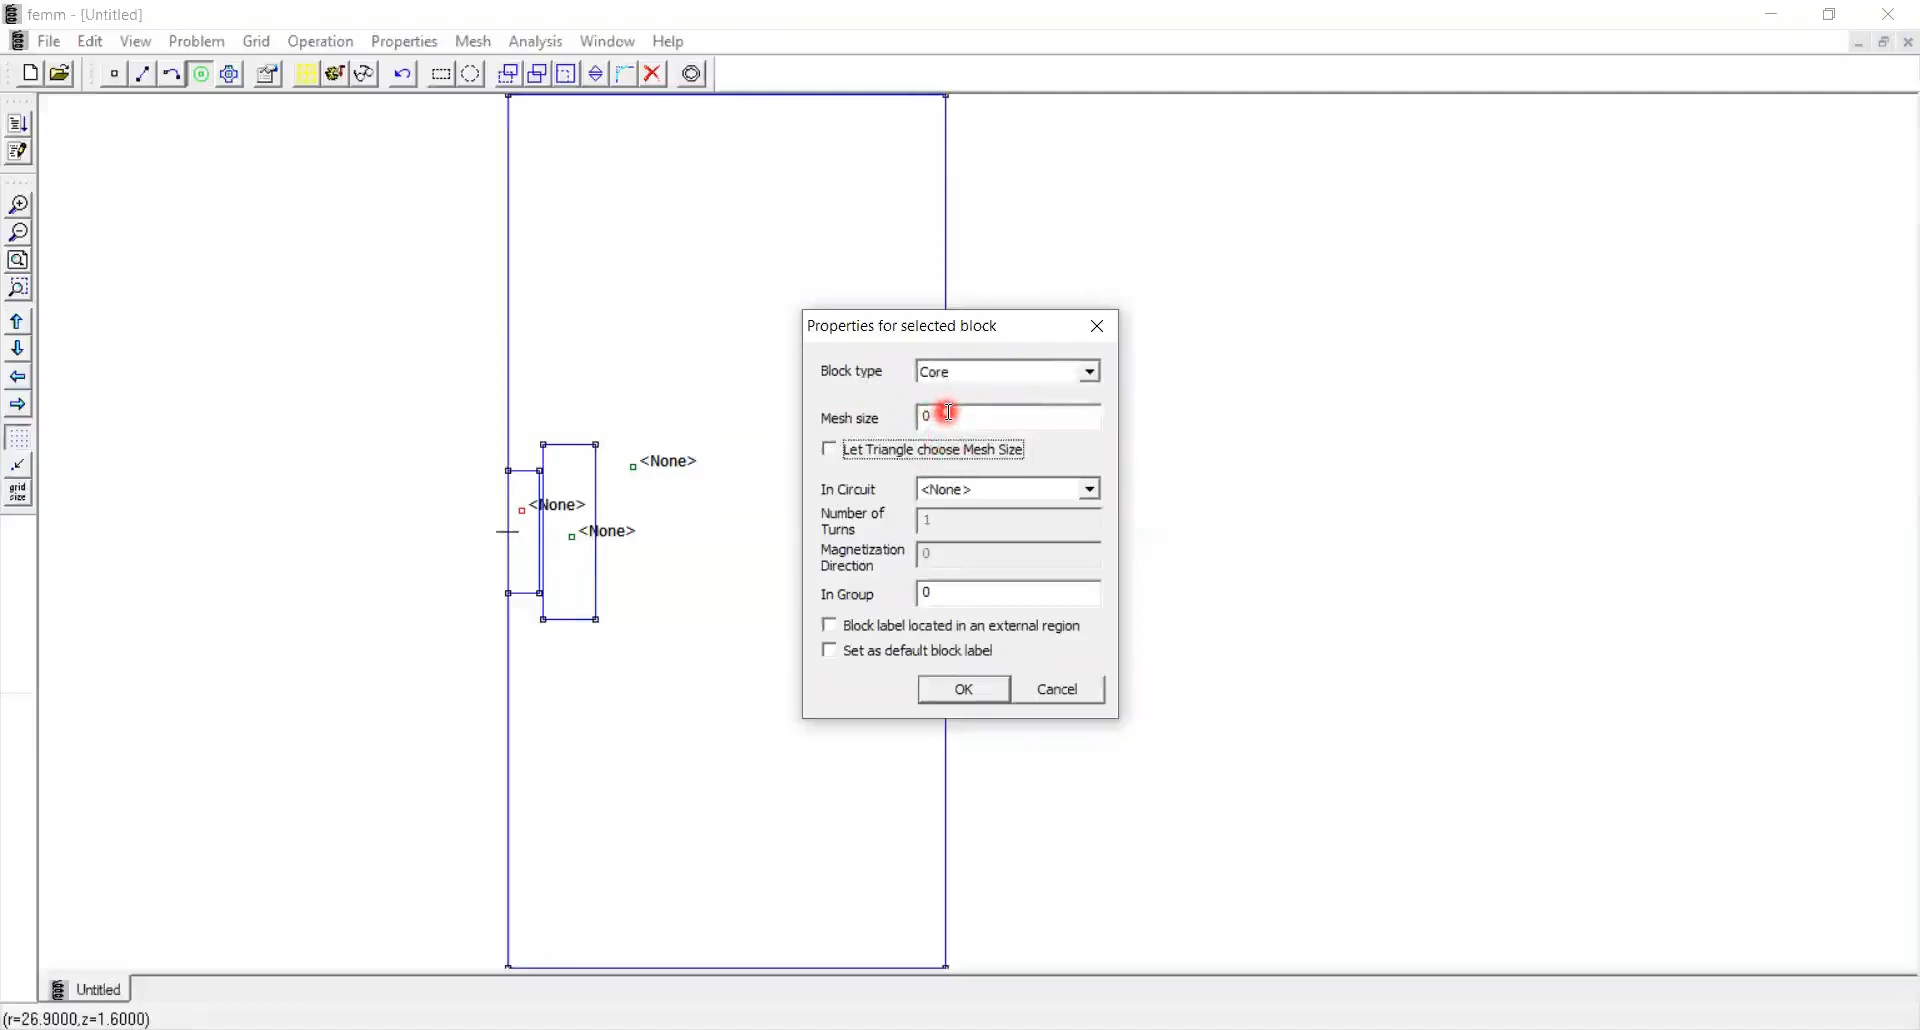 femm - [Untitled]
File Edit View Problem Grid Operation Properties Mesh Analysis Window Help
grid
size
<None>
<None>
<None>
Properties for selected block
Block type Core
Mesh size 0
Let Triangle choose Mesh Size
In Circuit <None>
Number of
Turns 1
Magnetization
Direction 0
In Group 0
Block label located in an external region
Set as default block label
OK Cancel
Untitled
(r=26.9000,z=1.6000)